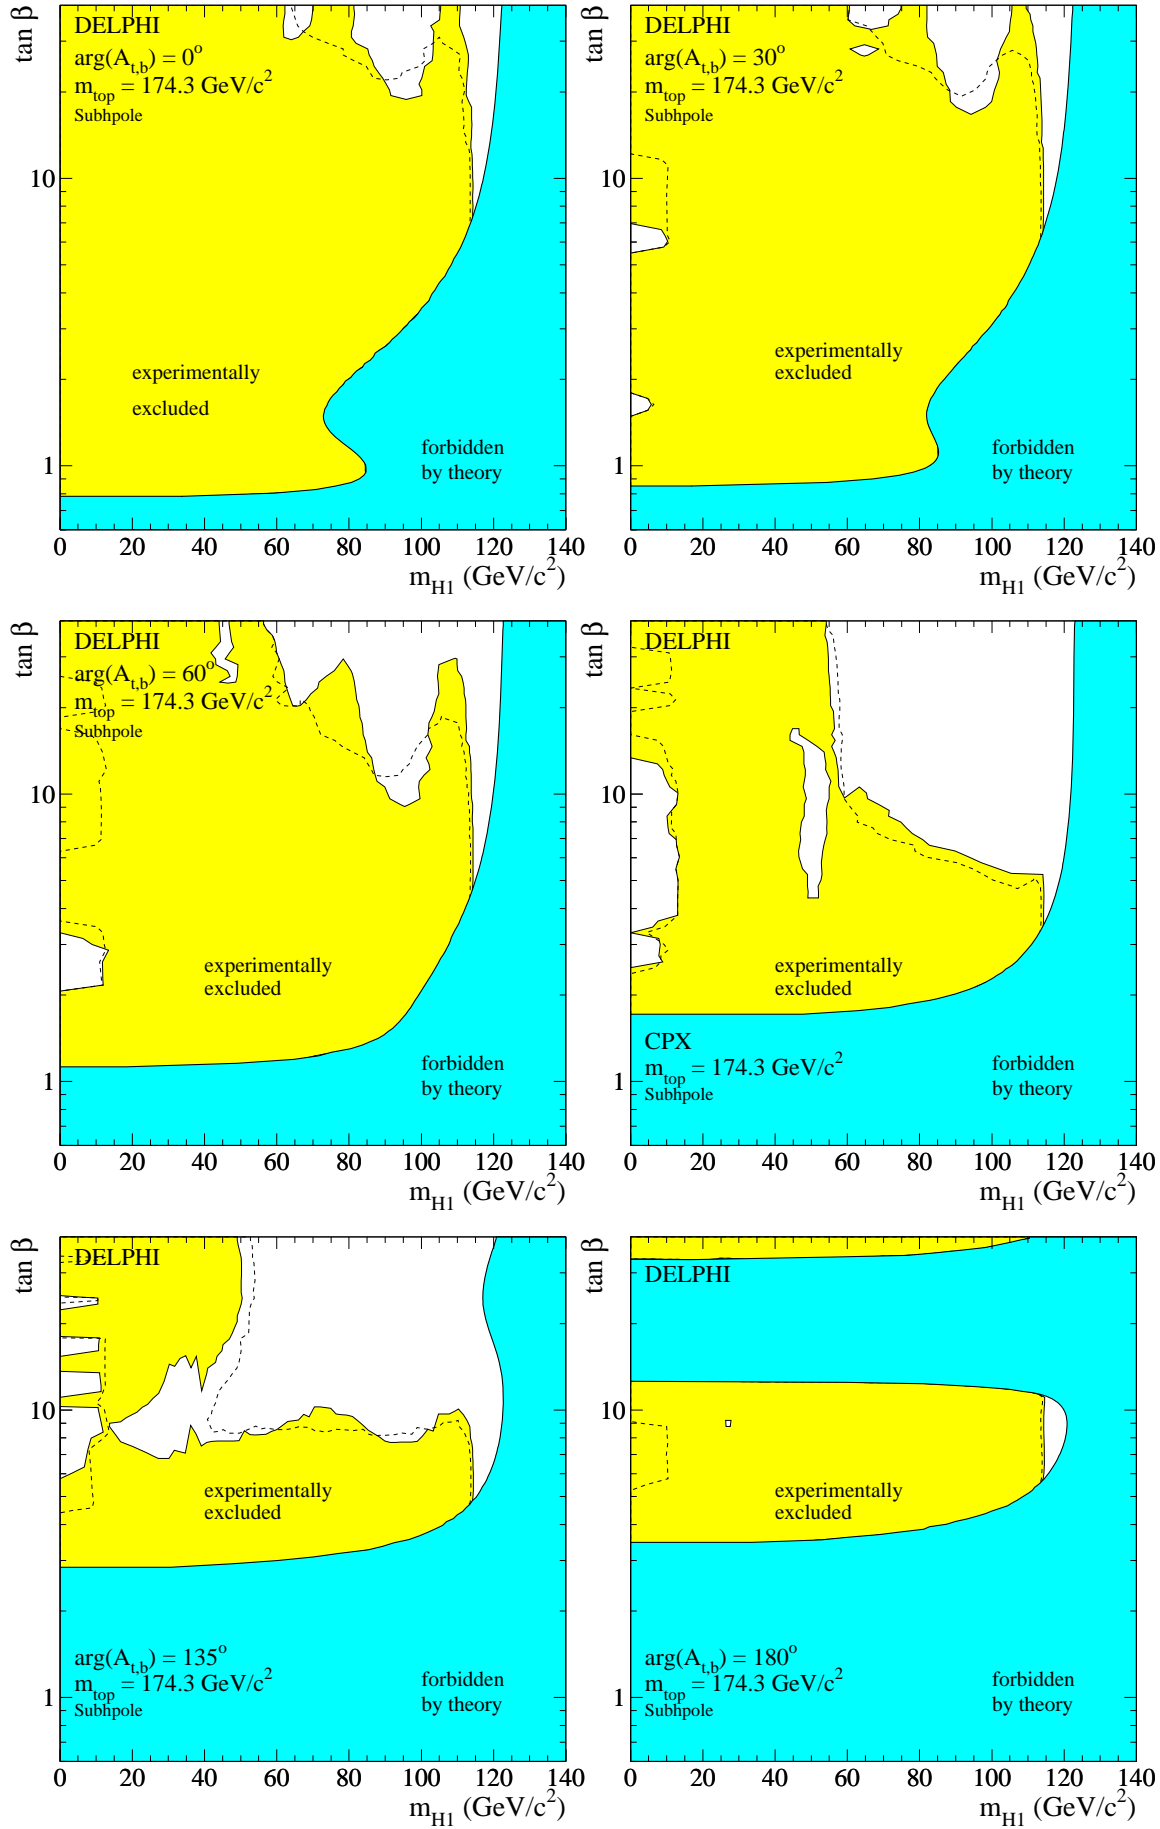 tan β
DELPHI
arg(A_t,b) = 0°
m_top = 174.3 GeV/c²
Subhpole
10
experimentally
excluded
1
forbidden
by theory
0 20 40 60 80 100 120 140
m_H1 (GeV/c²)
tan β
DELPHI
arg(A_t,b) = 30°
m_top = 174.3 GeV/c²
Subhpole
10
experimentally
excluded
1
forbidden
by theory
0 20 40 60 80 100 120 140
m_H1 (GeV/c²)
tan β
DELPHI
arg(A_t,b) = 60°
m_top = 174.3 GeV/c²
Subhpole
10
experimentally
excluded
1
forbidden
by theory
0 20 40 60 80 100 120 140
m_H1 (GeV/c²)
tan β
DELPHI
10
experimentally
excluded
CPX
m_top = 174.3 GeV/c²
Subhpole
1
forbidden
by theory
0 20 40 60 80 100 120 140
m_H1 (GeV/c²)
tan β
DELPHI
10
experimentally
excluded
arg(A_t,b) = 135°
m_top = 174.3 GeV/c²
Subhpole
1
forbidden
by theory
0 20 40 60 80 100 120 140
m_H1 (GeV/c²)
tan β
DELPHI
10
experimentally
excluded
arg(A_t,b) = 180°
m_top = 174.3 GeV/c²
Subhpole
1
forbidden
by theory
0 20 40 60 80 100 120 140
m_H1 (GeV/c²)